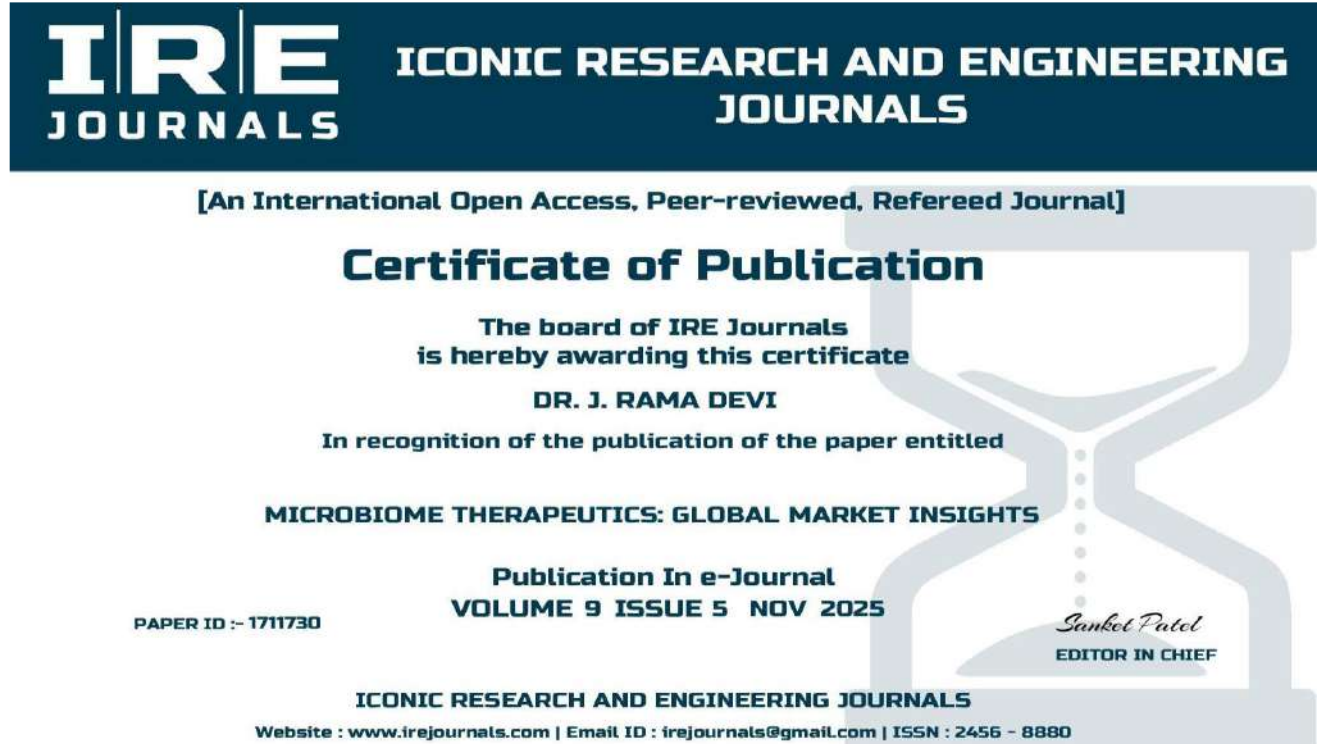 IRE
JOURNALS
ICONIC RESEARCH AND ENGINEERING
JOURNALS
[An International Open Access, Peer-reviewed, Refereed Journal]
Certificate of Publication
The board of IRE Journals
is hereby awarding this certificate
DR. J. RAMA DEVI
In recognition of the publication of the paper entitled
MICROBIOME THERAPEUTICS: GLOBAL MARKET INSIGHTS
Publication In e-Journal
VOLUME 9 ISSUE 5 NOV 2025
PAPER ID :- 1711730
Sanket Patel
EDITOR IN CHIEF
ICONIC RESEARCH AND ENGINEERING JOURNALS
Website : www.irejournals.com | Email ID : irejournals@gmail.com | ISSN : 2456 - 8880